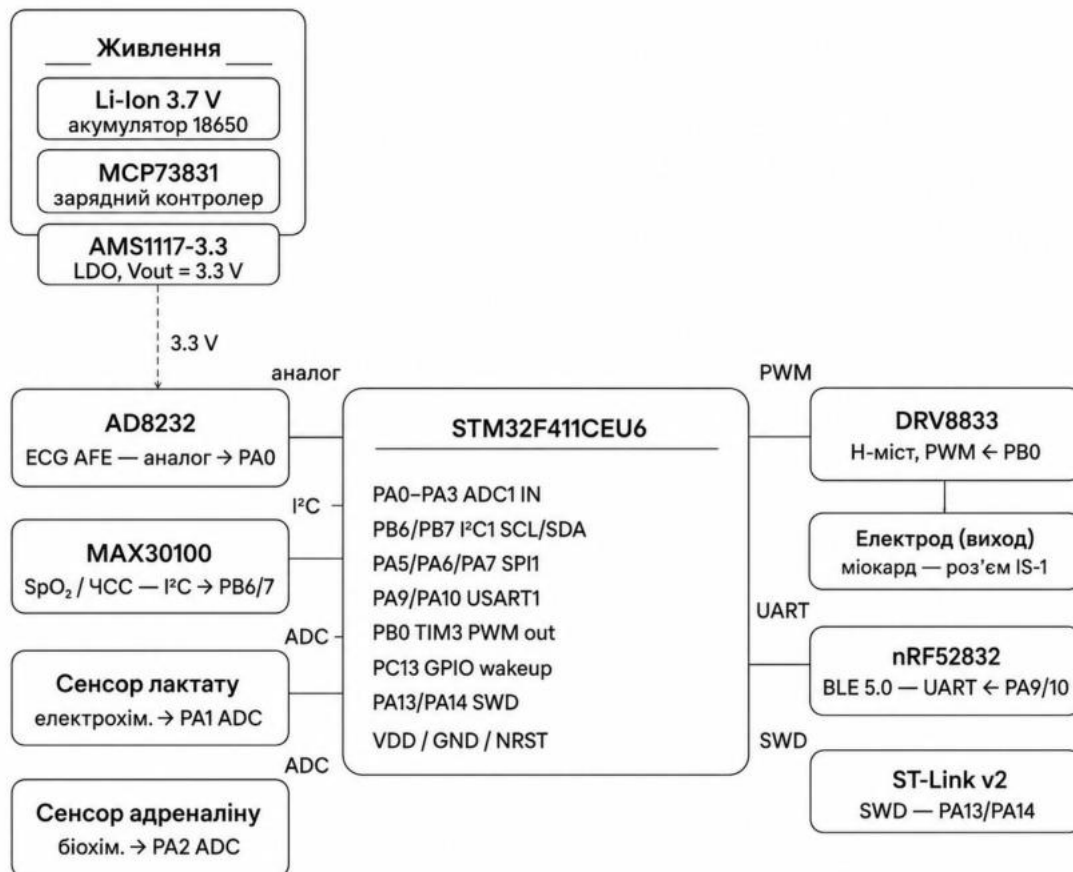 Живлення
Li-Ion 3.7 V
акумулятор 18650
MCP73831
зарядний контролер
AMS1117-3.3
LDO, Vout = 3.3 V
3.3 V
аналог
AD8232
ECG AFE — аналог → PA0
I²C
MAX30100
SpO₂ / ЧСС — I²C → PB6/7
ADC
Сенсор лактату
електрохім. → PA1 ADC
ADC
Сенсор адреналіну
біохім. → PA2 ADC
STM32F411CEU6
PA0–PA3 ADC1 IN
PB6/PB7 I²C1 SCL/SDA
PA5/PA6/PA7 SPI1
PA9/PA10 USART1
PB0 TIM3 PWM out
PC13 GPIO wakeup
PA13/PA14 SWD
VDD / GND / NRST
PWM
DRV8833
Н-міст, PWM ← PB0
Електрод (виход)
міокард — роз’єм IS-1
UART
nRF52832
BLE 5.0 — UART ← PA9/10
SWD
ST-Link v2
SWD — PA13/PA14